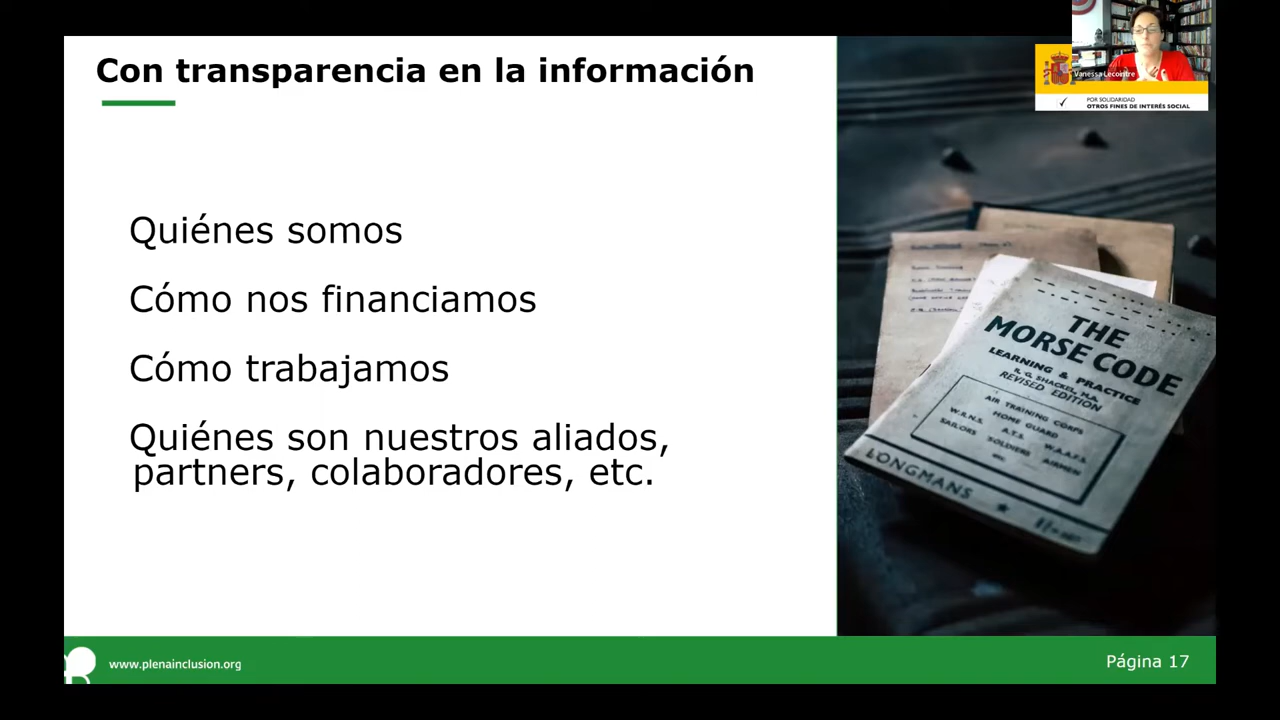 Con transparencia en la información
Vanessa Lecointre
POR SOLIDARIDAD
OTROS FINES DE INTERÉS SOCIAL
Quiénes somos
Cómo nos financiamos
Cómo trabajamos
Quiénes son nuestros aliados,
partners, colaboradores, etc.
THE
MORSE CODE
LEARNING & PRACTICE
R. G. SHACKEL, M.A.
REVISED EDITION
AIR TRAINING CORPS
HOME GUARD
W.R.N.S. A.T.S. W.A.A.F.S.
SAILORS SOLDIERS AIRMEN
LONGMANS
www.plenainclusion.org
Página 17